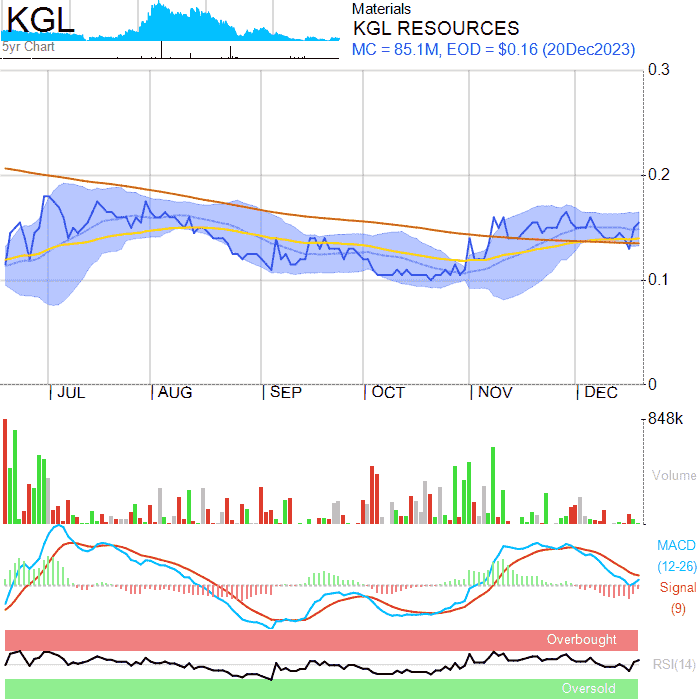 KGL
5yr Chart
Materials
KGL RESOURCES
MC = 85.1M, EOD = $0.16 (20Dec2023)
0.3
0.2
0.1
0
JUL
AUG
SEP
OCT
NOV
DEC
848k
Volume
MACD
(12-26)
Signal
(9)
Overbought
RSI(14)
Oversold